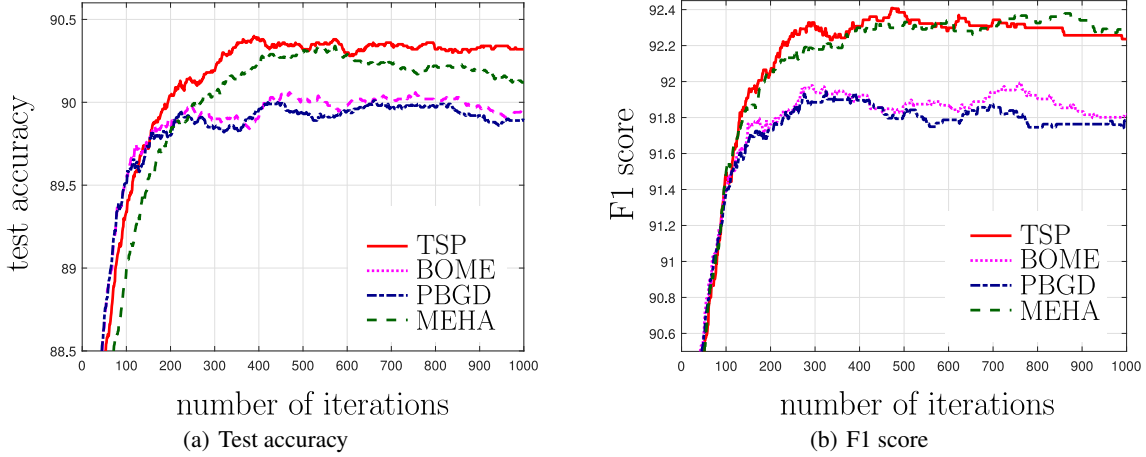 90.5
90
89.5
89
88.5
test accuracy
TSP
BOME
PBGD
MEHA
0 100 200 300 400 500 600 700 800 900 1000
number of iterations
(a) Test accuracy
92.4
92.2
92
91.8
91.6
91.4
91.2
91
90.8
90.6
F1 score
TSP
BOME
PBGD
MEHA
0 100 200 300 400 500 600 700 800 900 1000
number of iterations
(b) F1 score